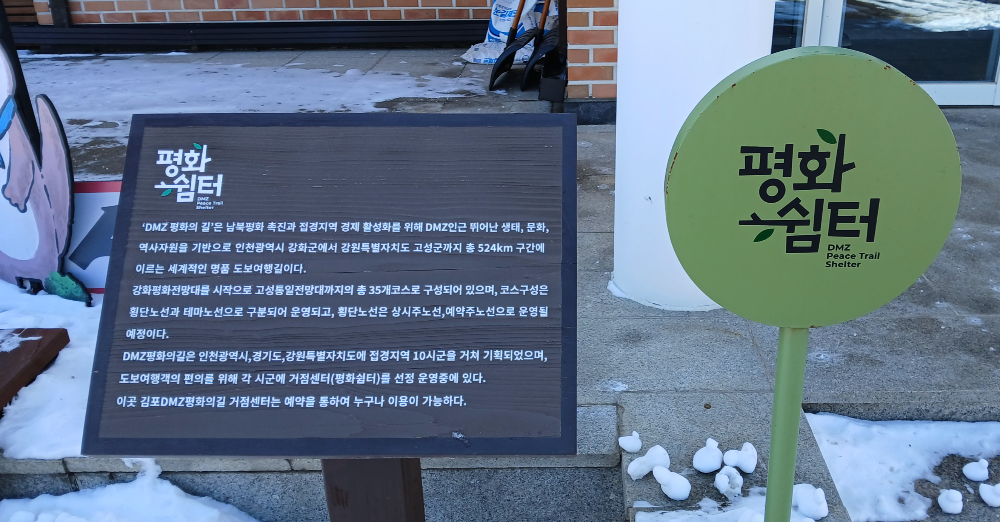 평화
쉼터
DMZ
Peace Trail
Shelter
'DMZ 평화의 길'은 남북평화 촉진과 접경지역 경제 활성화를 위해 DMZ인근 뛰어난 생태, 문화,
역사자원을 기반으로 인천광역시 강화군에서 강원특별자치도 고성군까지 총 524km 구간에
이르는 세계적인 명품 도보여행길이다.
강화평화전망대를 시작으로 고성통일전망대까지의 총 35개코스로 구성되어 있으며, 코스구성은
횡단노선과 테마노선으로 구분되어 운영되고, 횡단노선은 상시주노선,예약주노선으로 운영될
예정이다.
DMZ평화의길은 인천광역시,경기도,강원특별자치도에 접경지역 10시군을 거쳐 기획되었으며,
도보여행객의 편의를 위해 각 시군에 거점센터(평화쉼터)를 선정 운영중에 있다.
이곳 김포DMZ평화의길 거점센터는 예약을 통하여 누구나 이용이 가능하다.
평화
쉼터
DMZ
Peace Trail
Shelter